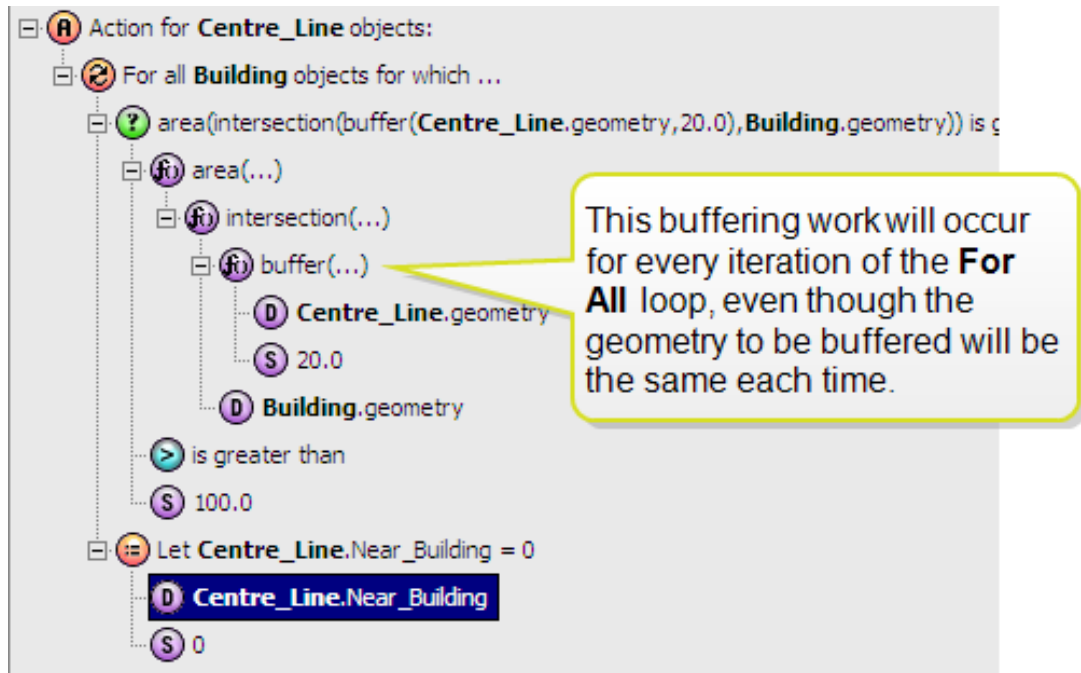 A Action for Centre_Line objects:
For all Building objects for which ...
? area(intersection(buffer(Centre_Line.geometry,20.0),Building.geometry)) is g
f() area(...)
f() intersection(...)
f() buffer(...)
D Centre_Line.geometry
S 20.0
D Building.geometry
> is greater than
S 100.0
:= Let Centre_Line.Near_Building = 0
D Centre_Line.Near_Building
S 0
This buffering work will occur
for every iteration of the For
All loop, even though the
geometry to be buffered will be
the same each time.